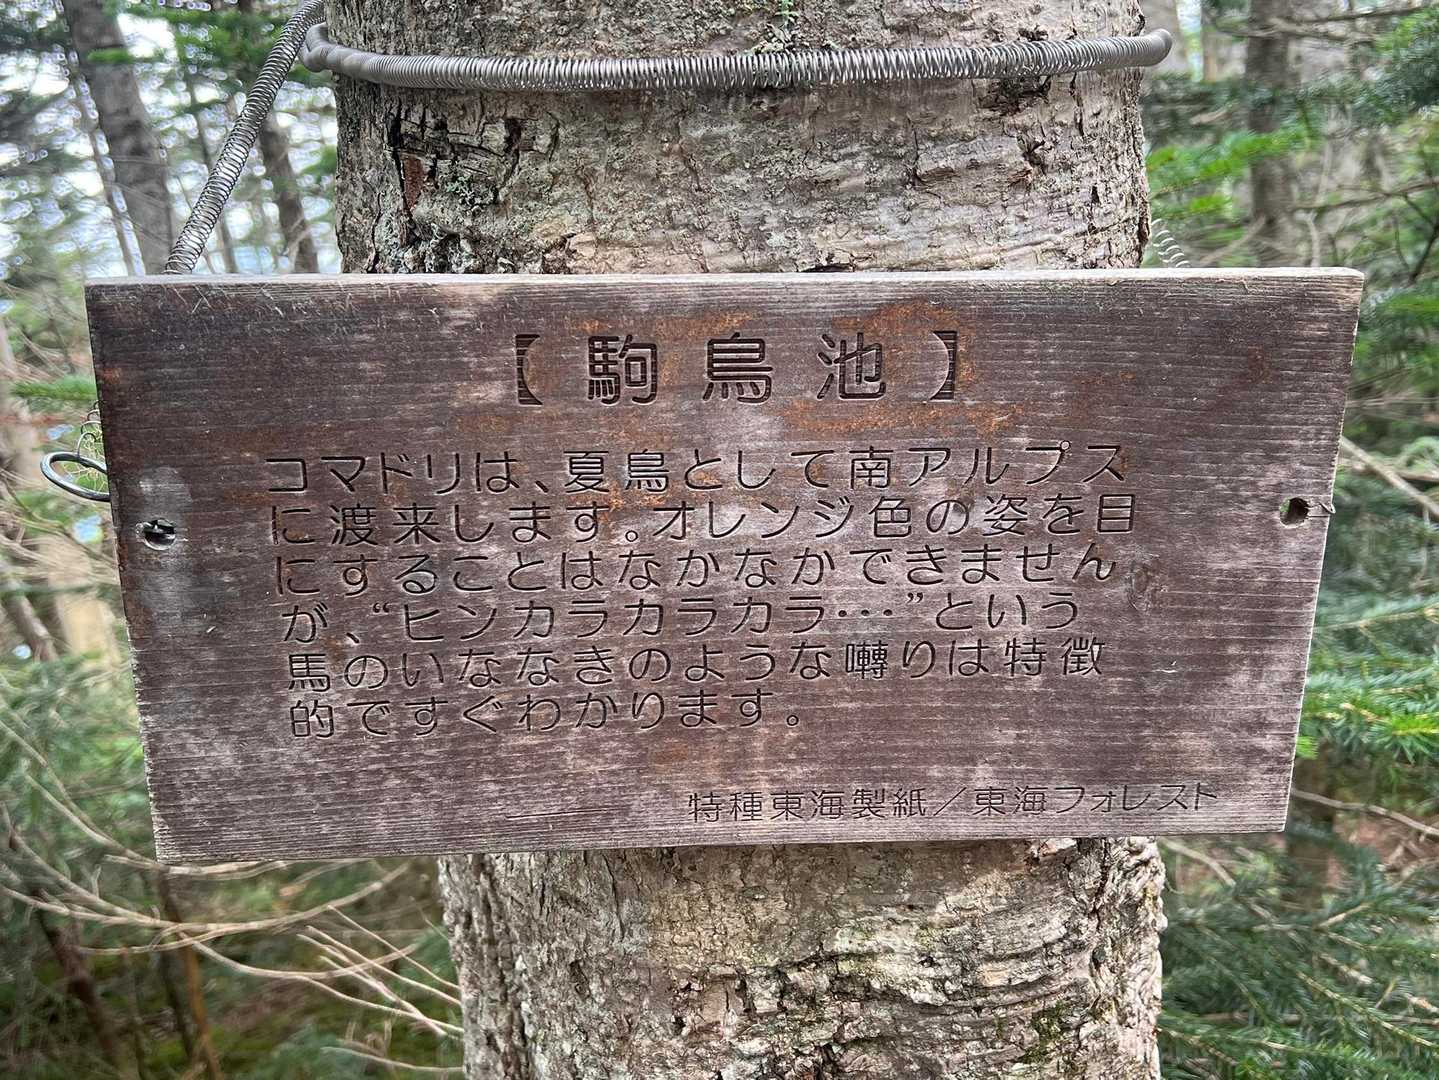 【駒鳥池】
コマドリは、夏鳥として南アルプス
に渡来します。オレンジ色の姿を目
にすることはなかなかできません
が、“ヒンカラカラカラ･･･”という
馬のいななきのような囀りは特徴
的ですぐわかります。
特種東海製紙／東海フォレスト